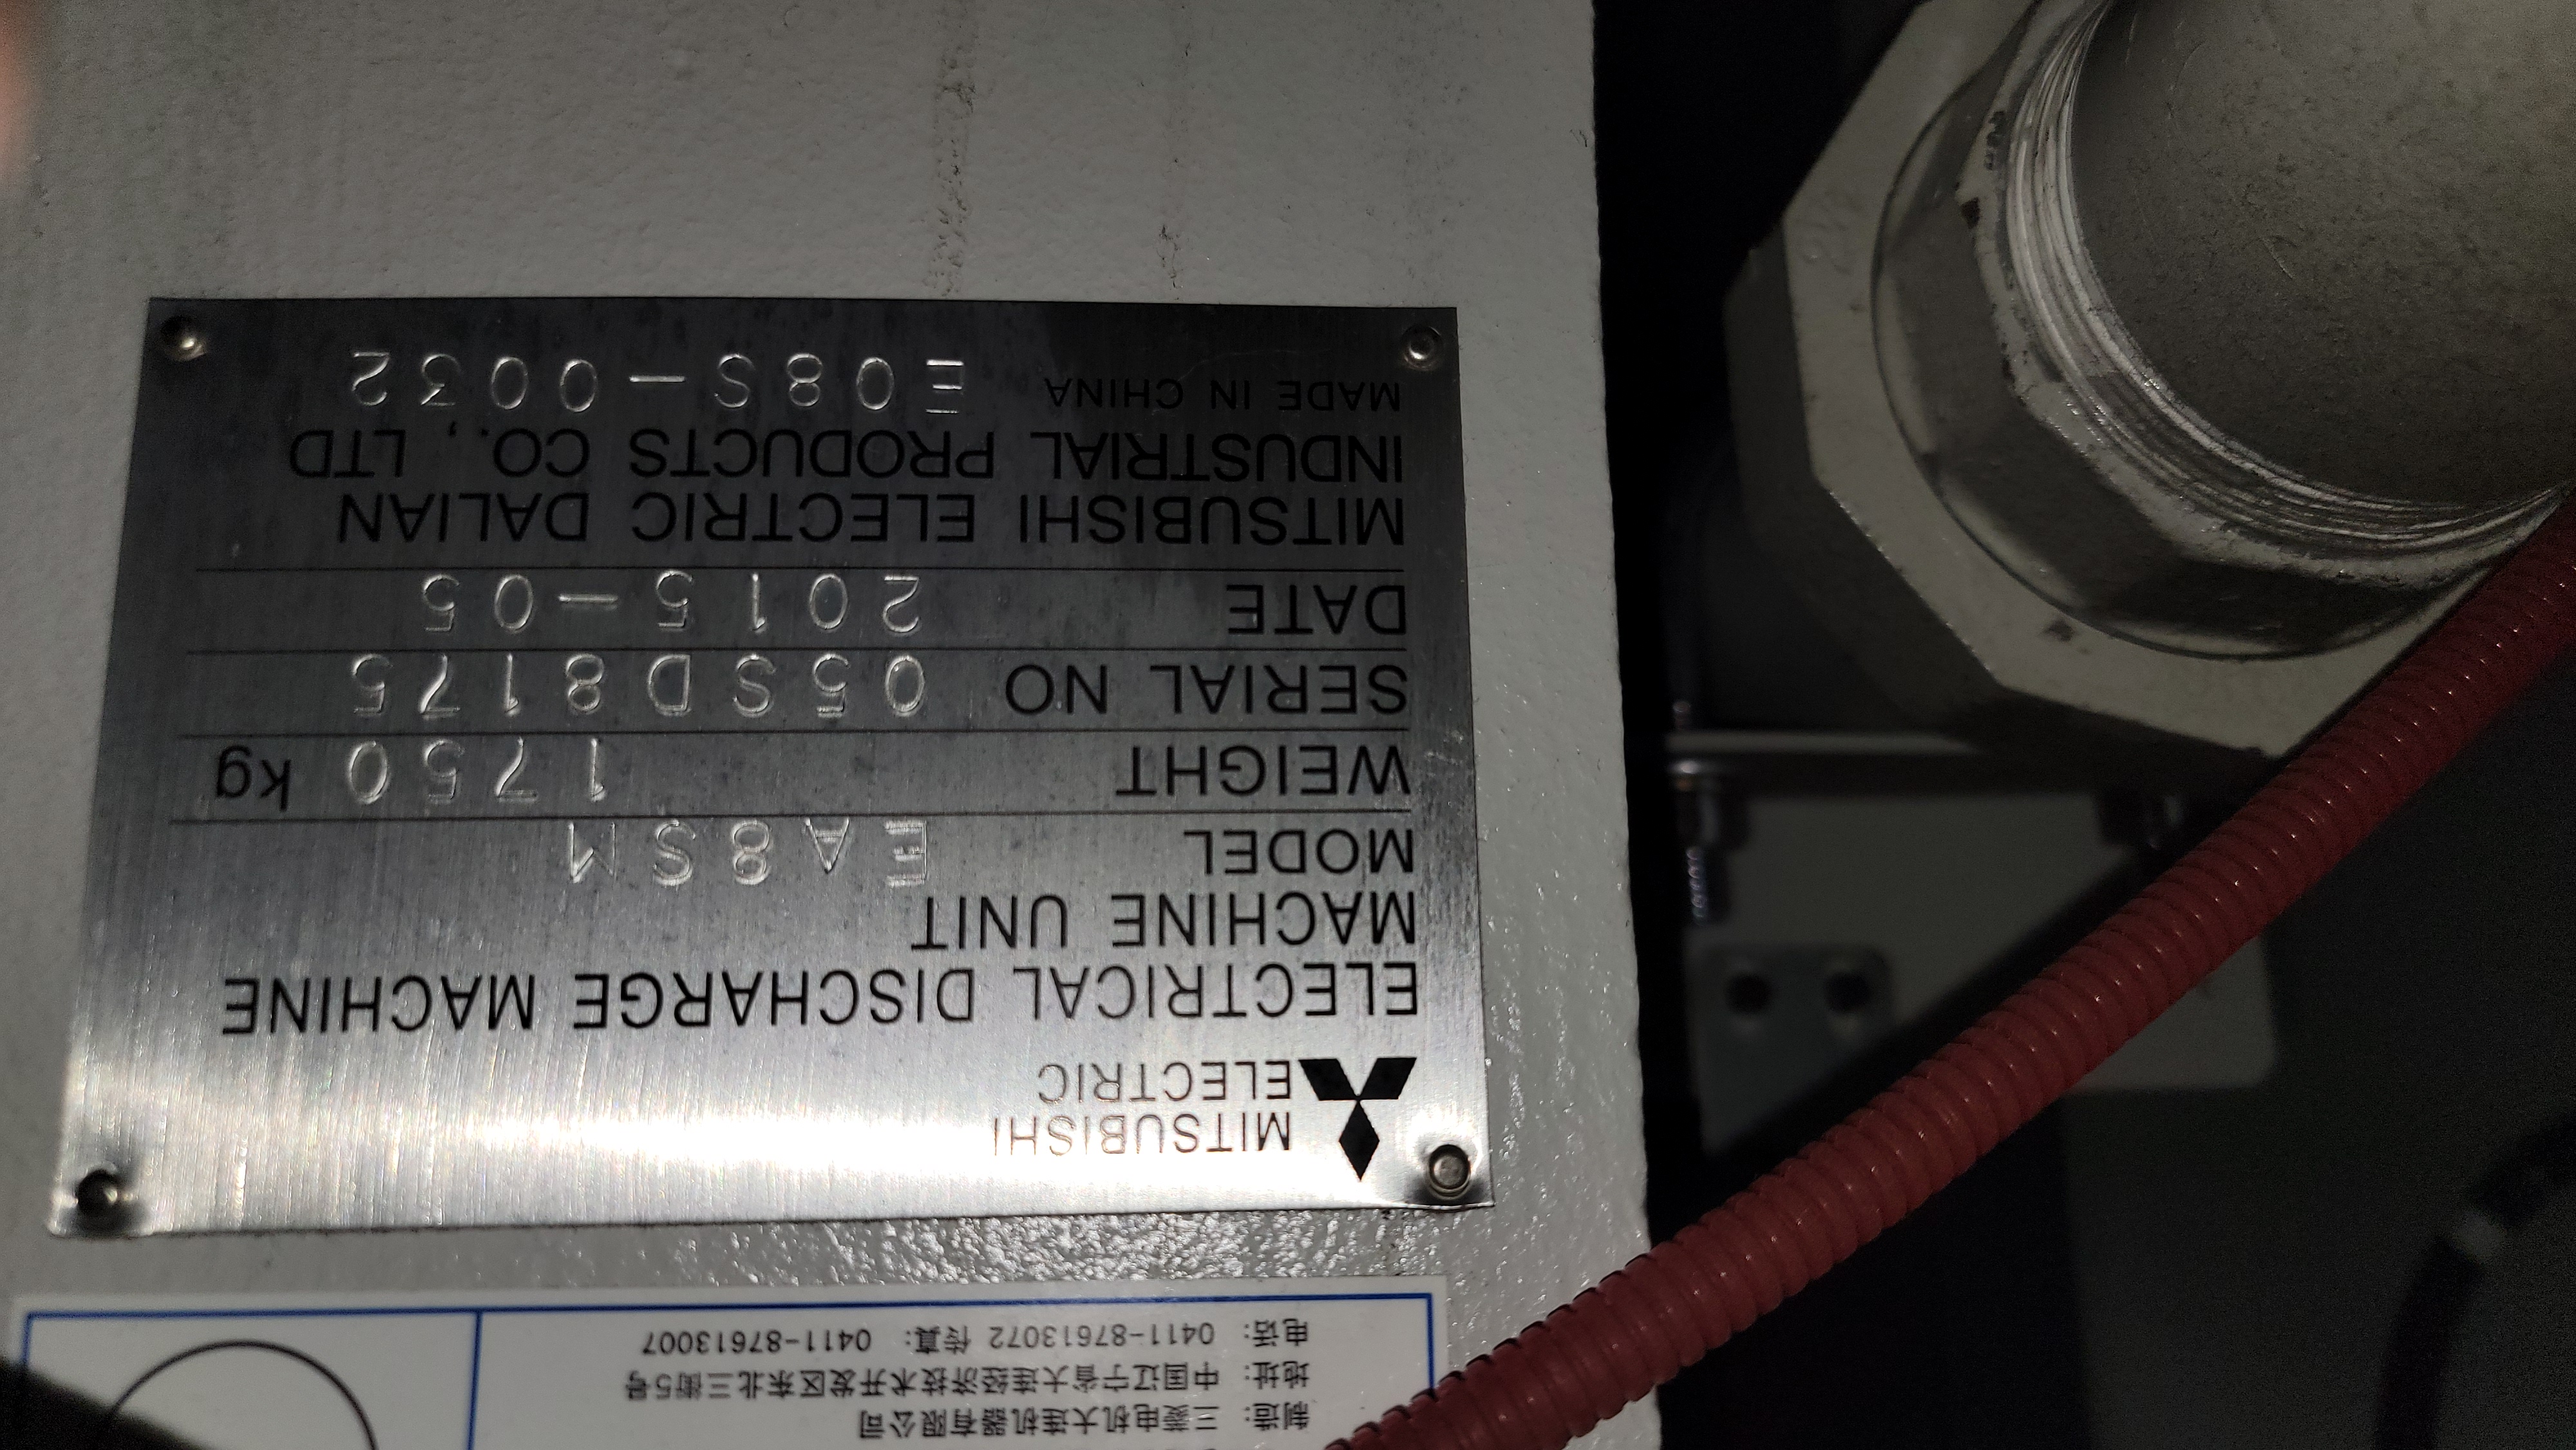 MITSUBISHI
ELECTRIC
ELECTRICAL DISCHARGE MACHINE
MACHINE UNIT
MODEL EA8SM
WEIGHT 1750 kg
SERIAL NO 05SD8175
DATE 2015-05
MITSUBISHI ELECTRIC DALIAN
INDUSTRIAL PRODUCTS CO., LTD
MADE IN CHINA E08S-0032
制造: 三菱电机大连机器有限公司
地址: 中国辽宁省大连经济技术开发区东北三街5号
电话: 0411-87613072 传真: 0411-87613007